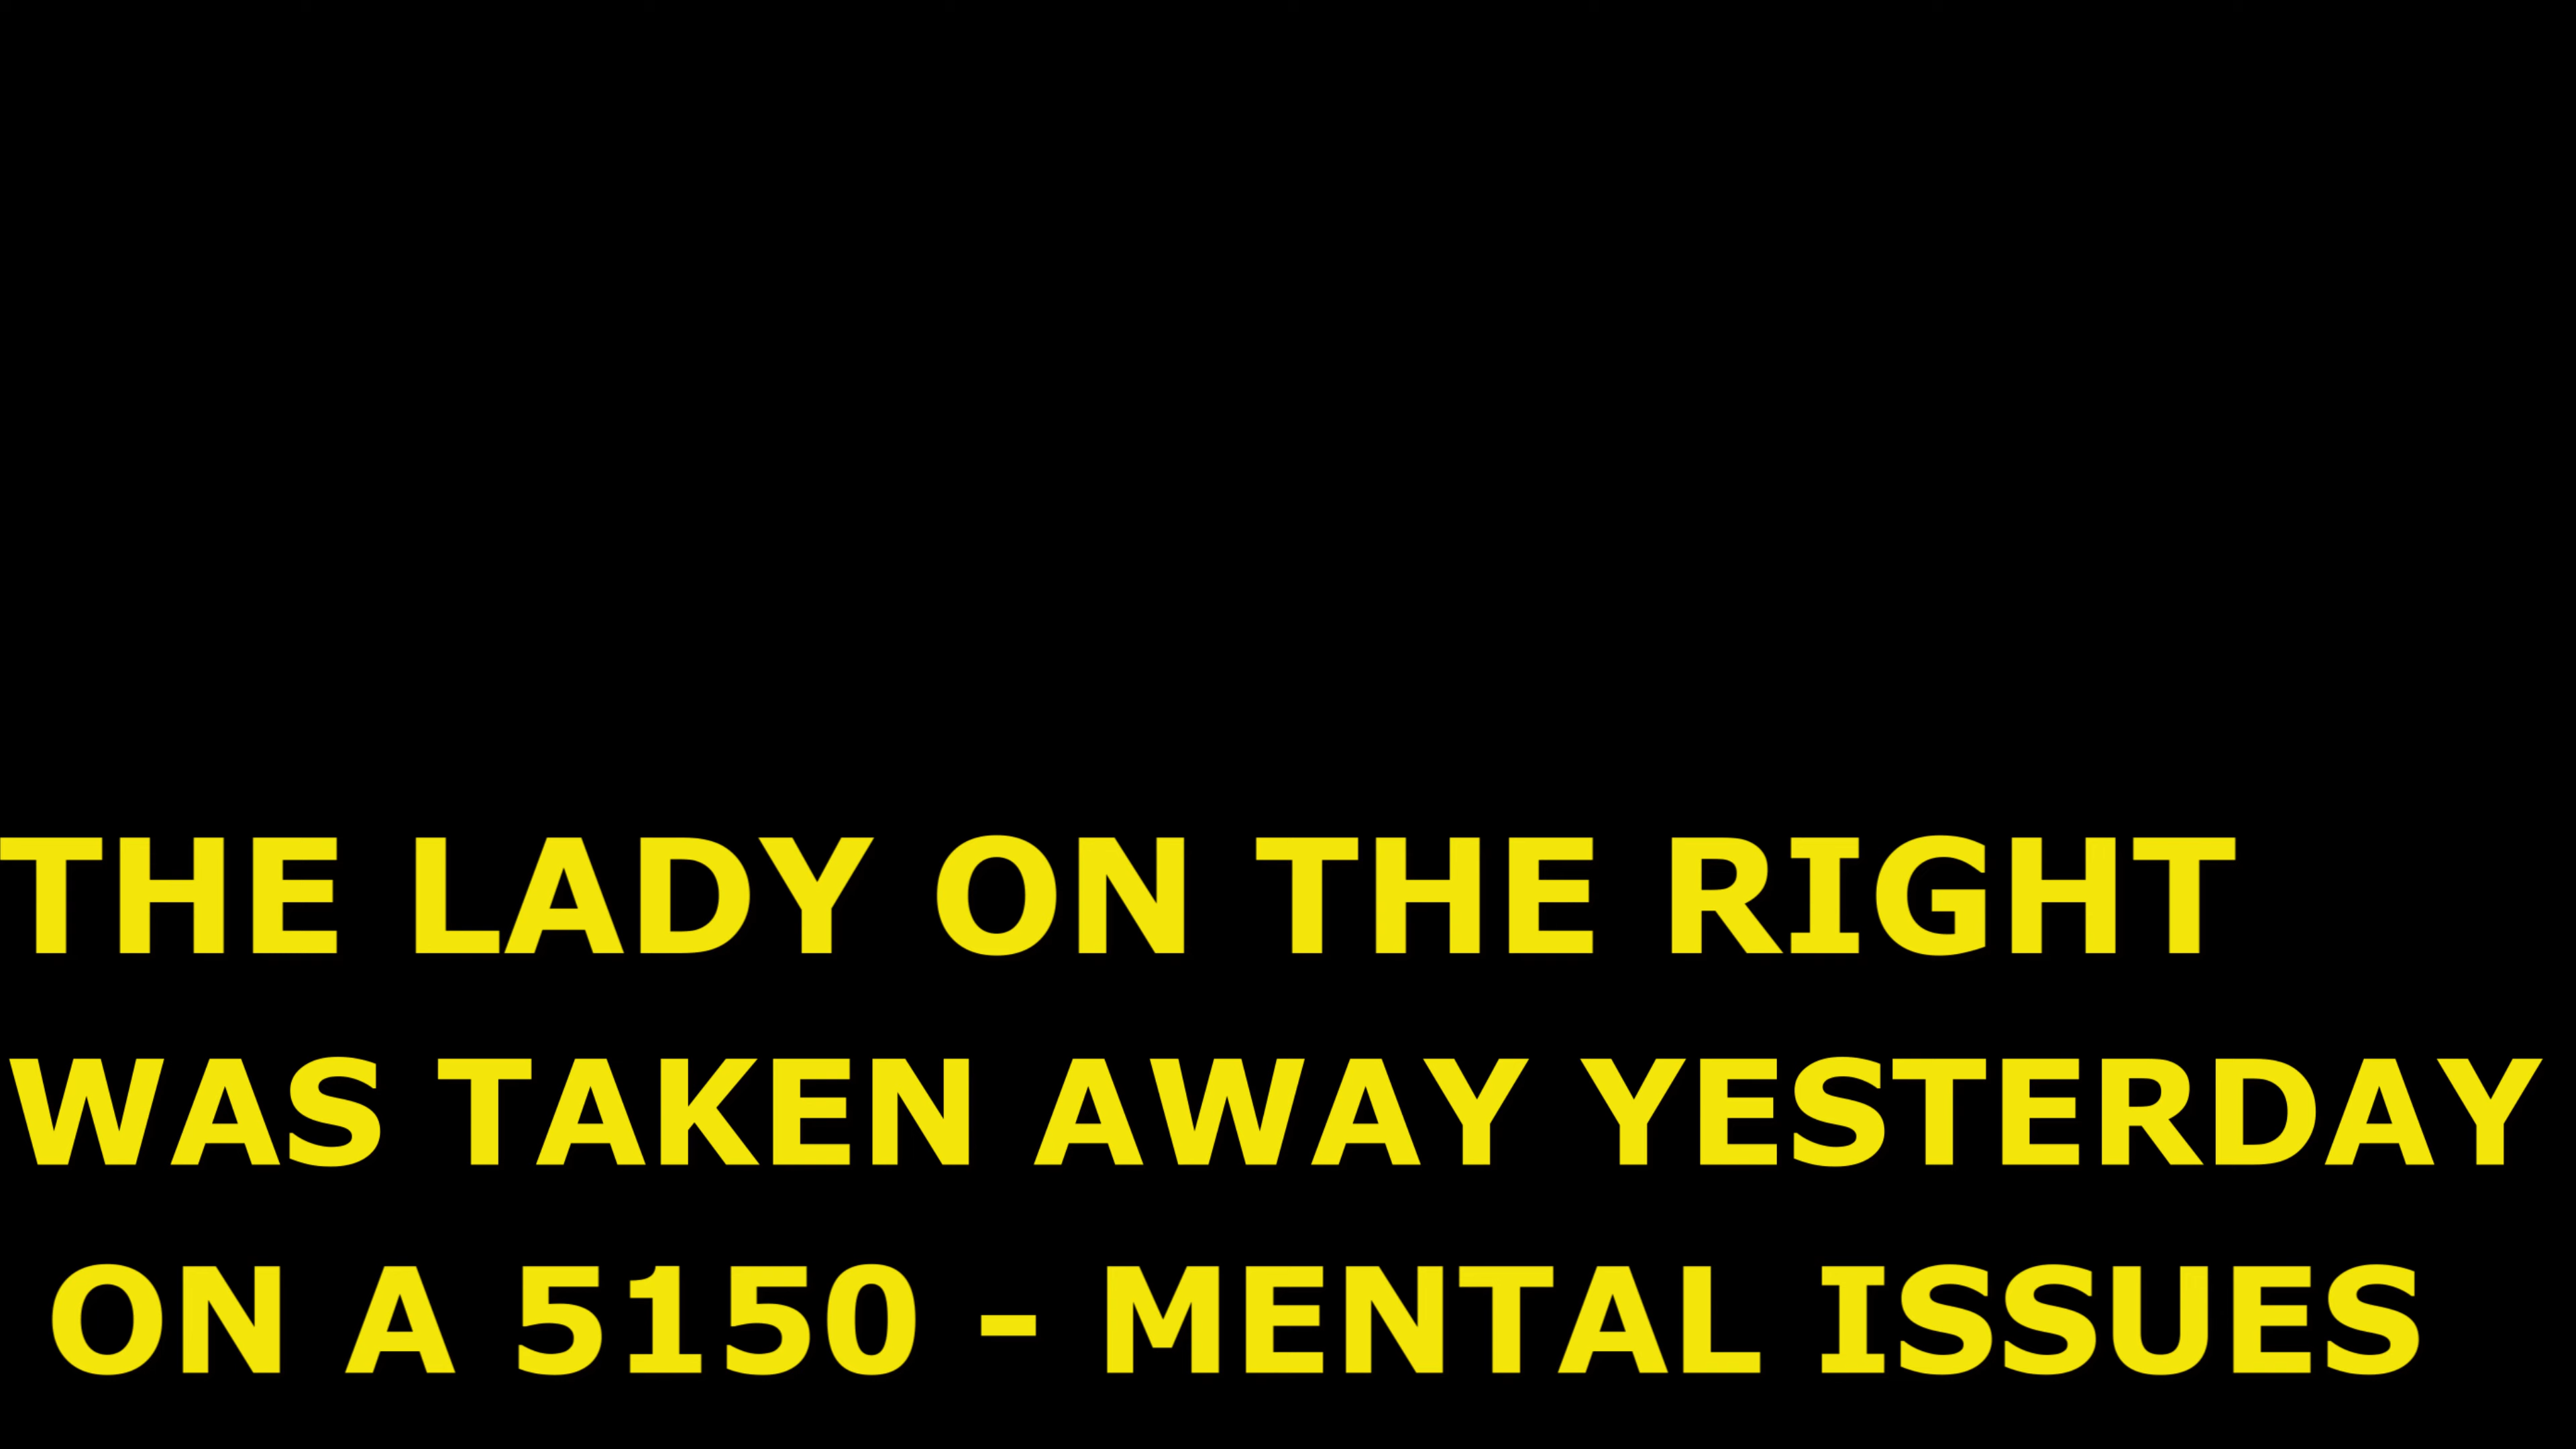 THE LADY ON THE RIGHT
WAS TAKEN AWAY YESTERDAY
ON A 5150 - MENTAL ISSUES